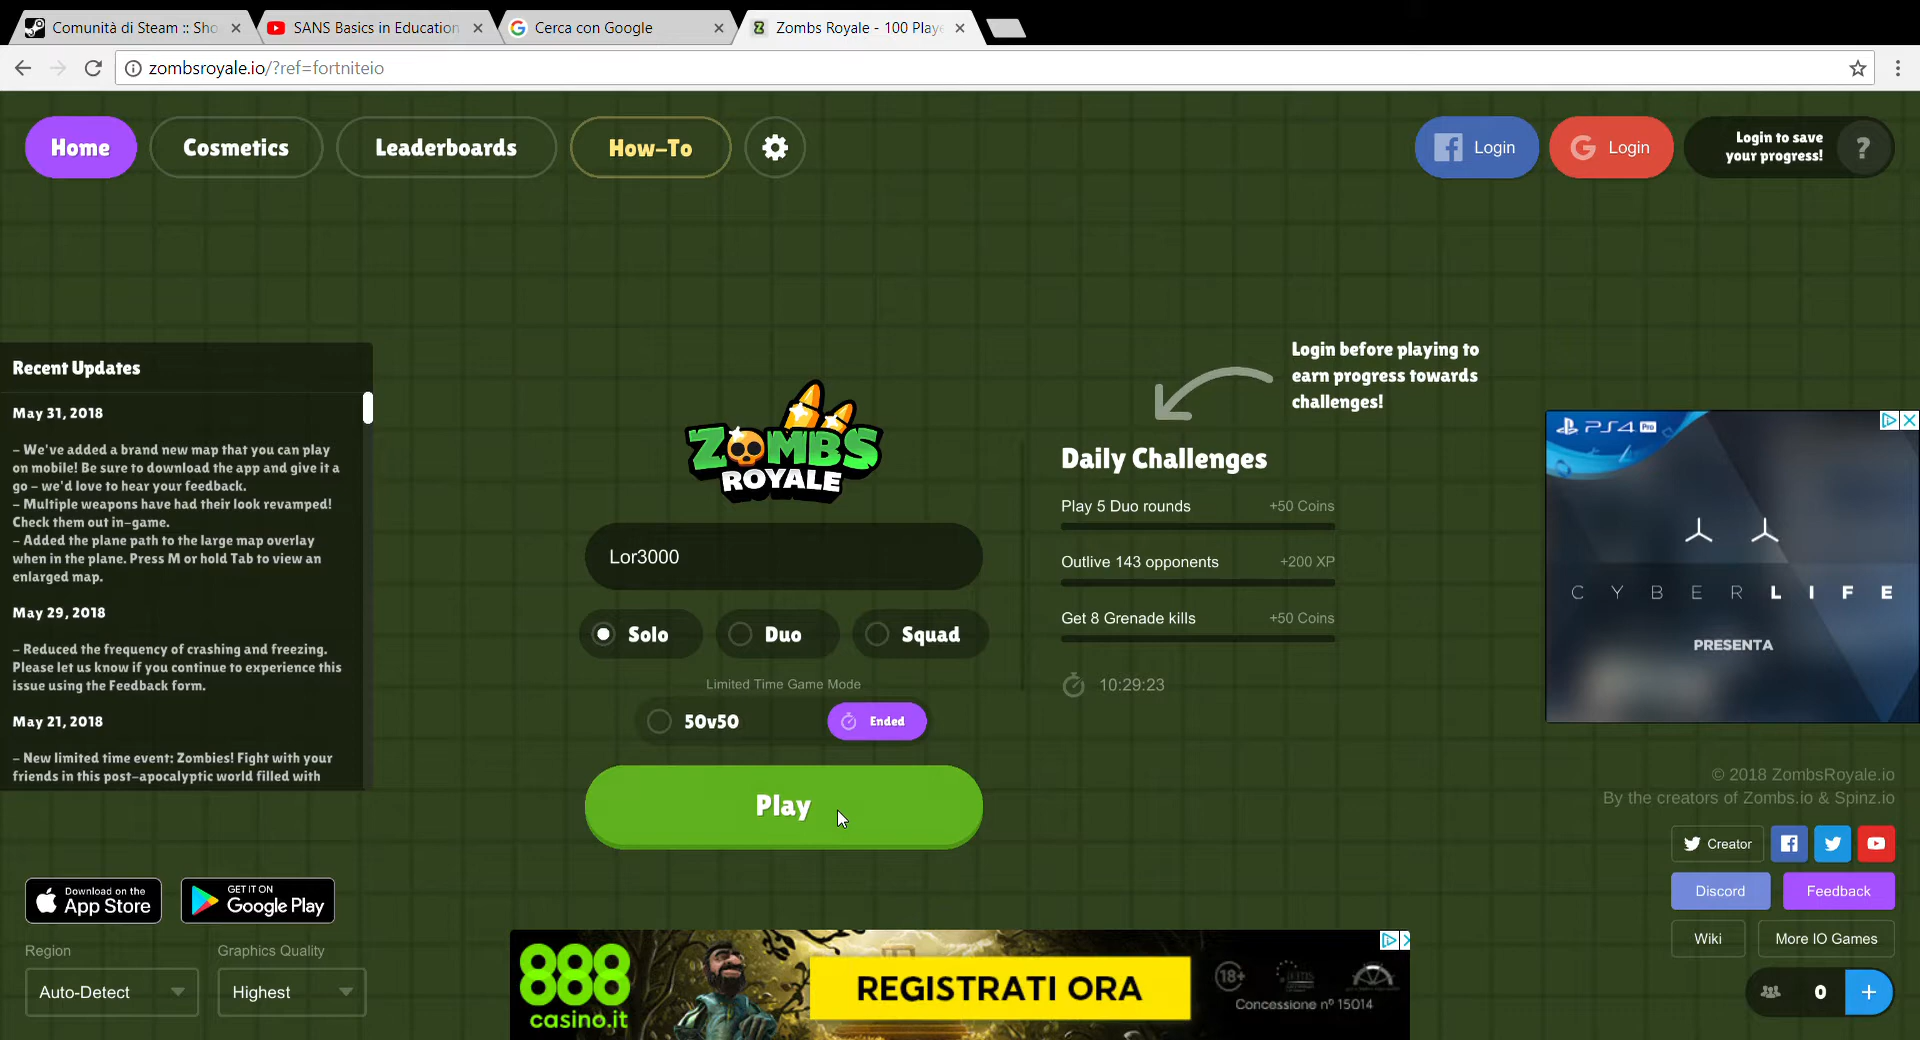 Comunità di Steam :: Sho
SANS Basics in Education
Cerca con Google
Zombs Royale - 100 Playe
zombsroyale.io/?ref=fortniteio
Home
Cosmetics
Leaderboards
How-To
Login
Login
Login to save
your progress!
?
Recent Updates
May 31, 2018
- We've added a brand new map that you can play
on mobile! Be sure to download the app and give it a
go - we'd love to hear your feedback.
- Multiple weapons have had their look revamped!
Check them out in-game.
- Added the plane path to the large map overlay
when in the plane. Press M or hold Tab to view an
enlarged map.
May 29, 2018
- Reduced the frequency of crashing and freezing.
Please let us know if you continue to experience this
issue using the Feedback form.
May 21, 2018
- New limited time event: Zombies! Fight with your
friends in this post-apocalyptic world filled with
ZOMBS
ROYALE
Lor3000
Solo
Duo
Squad
Limited Time Game Mode
50v50
Ended
Play
Login before playing to
earn progress towards
challenges!
Daily Challenges
Play 5 Duo rounds
+50 Coins
Outlive 143 opponents
+200 XP
Get 8 Grenade kills
+50 Coins
10:29:23
PS4 Pro
CYBERLIFE
PRESENTA
© 2018 ZombsRoyale.io
By the creators of Zombs.io & Spinz.io
Creator
Discord
Feedback
Wiki
More IO Games
0
+
Download on the
App Store
GET IT ON
Google Play
Region
Auto-Detect
Graphics Quality
Highest
888
casino.it
REGISTRATI ORA
18+
Concessione n° 15014